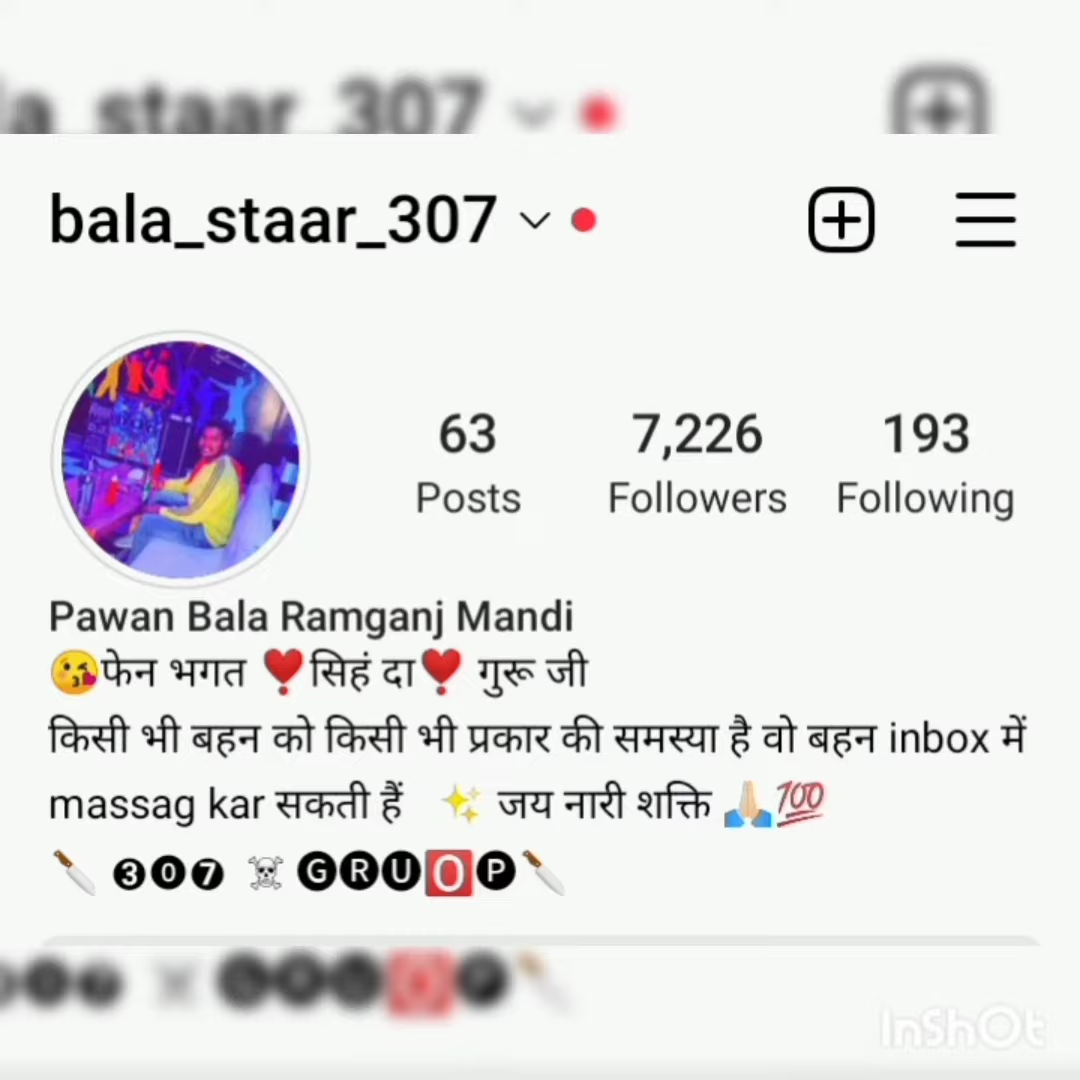 la_staar_307
bala_staar_307
63 7,226 193
Posts Followers Following
Pawan Bala Ramganj Mandi
😘फेन भगत ❣️सिहं दा❣️ गुरू जी
किसी भी बहन को किसी भी प्रकार की समस्या है वो बहन inbox में
massag kar सकती हैं ✨ जय नारी शक्ति 🙏🏻💯
🔪 ❸⓿❼ ☠️ 🅖🅡🅤🅾️🅟🔪
InShOt